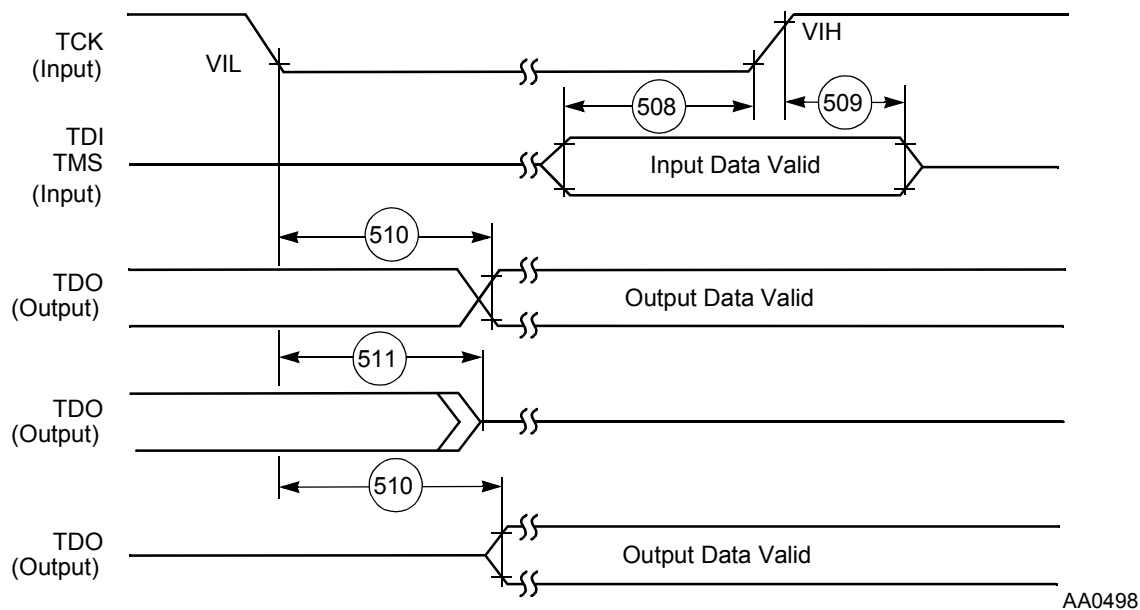 TCK
(Input)
VIL
VIH
508
509
TDI
TMS
(Input)
Input Data Valid
510
TDO
(Output)
Output Data Valid
511
TDO
(Output)
510
TDO
(Output)
Output Data Valid
AA0498